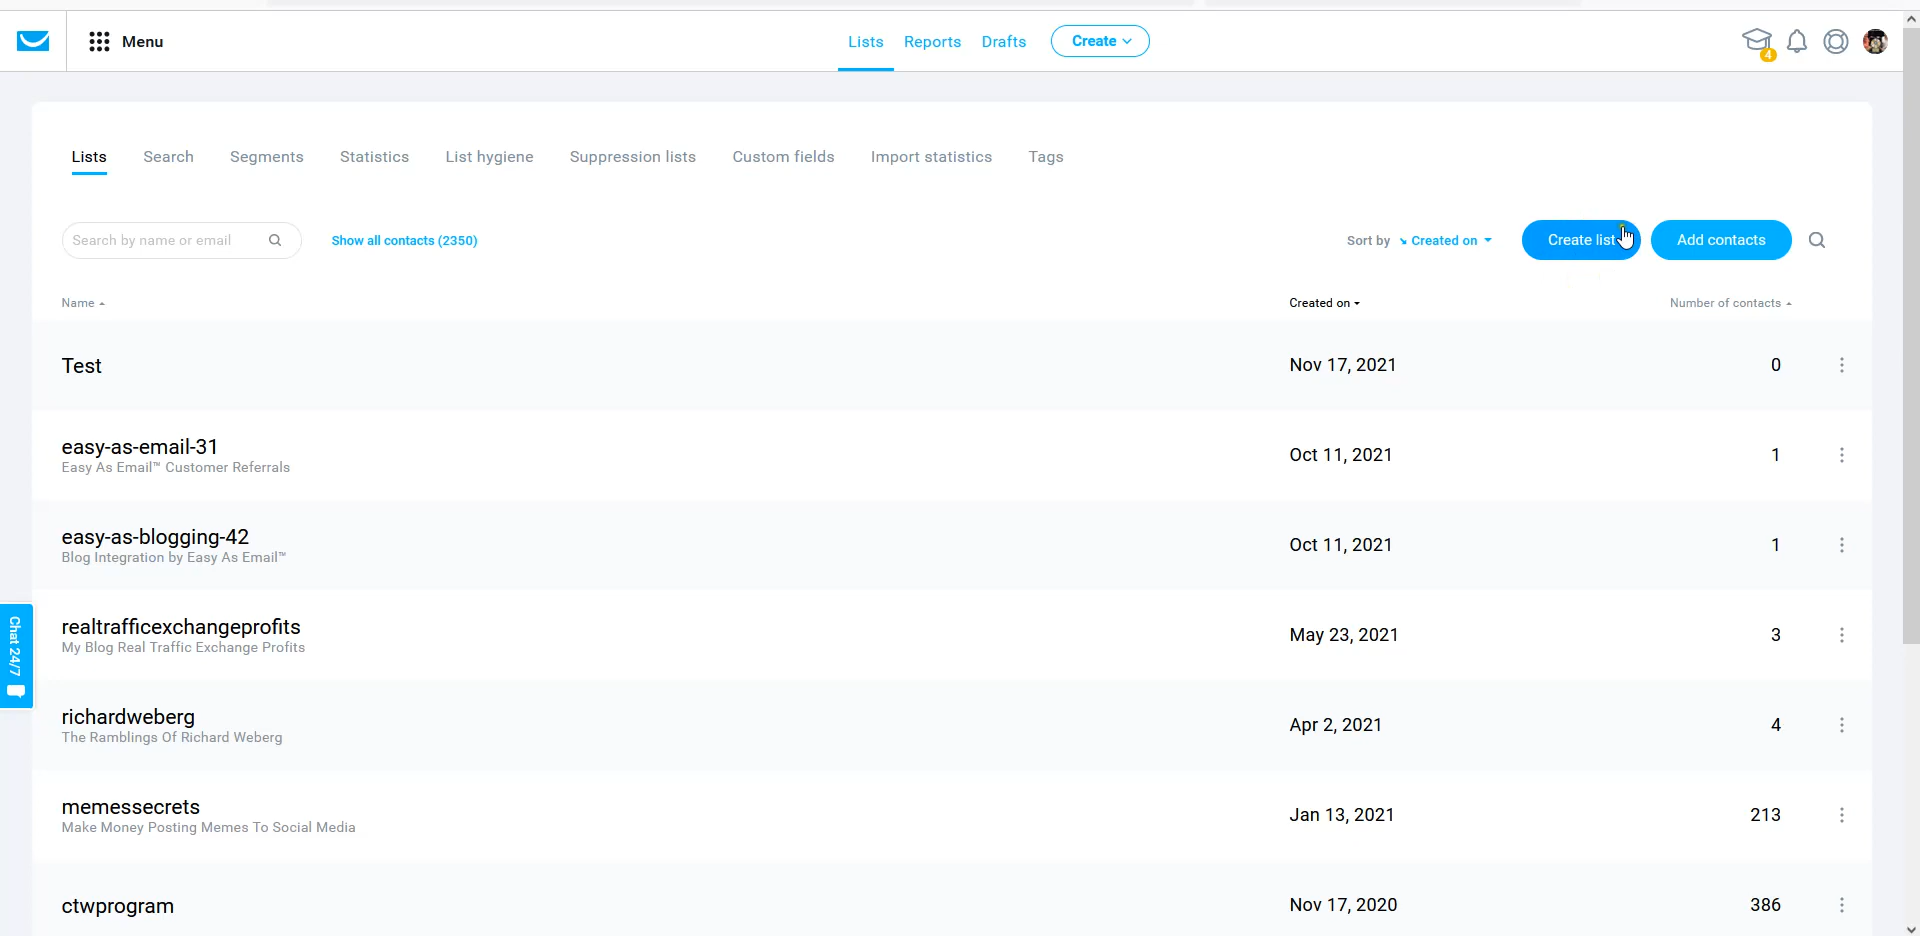 Menu
Lists Reports Drafts Create
4
Lists Search Segments Statistics List hygiene Suppression lists Custom fields Import statistics Tags
Search by name or email Show all contacts (2350) Sort by Created on Create list Add contacts
Name Created on Number of contacts
Test Nov 17, 2021 0
easy-as-email-31
Easy As Email™ Customer Referrals
Oct 11, 2021 1
easy-as-blogging-42
Blog Integration by Easy As Email™
Oct 11, 2021 1
realtrafficexchangeprofits
My Blog Real Traffic Exchange Profits
May 23, 2021 3
Chat 24/7
richardweberg
The Ramblings Of Richard Weberg
Apr 2, 2021 4
memessecrets
Make Money Posting Memes To Social Media
Jan 13, 2021 213
ctwprogram Nov 17, 2020 386